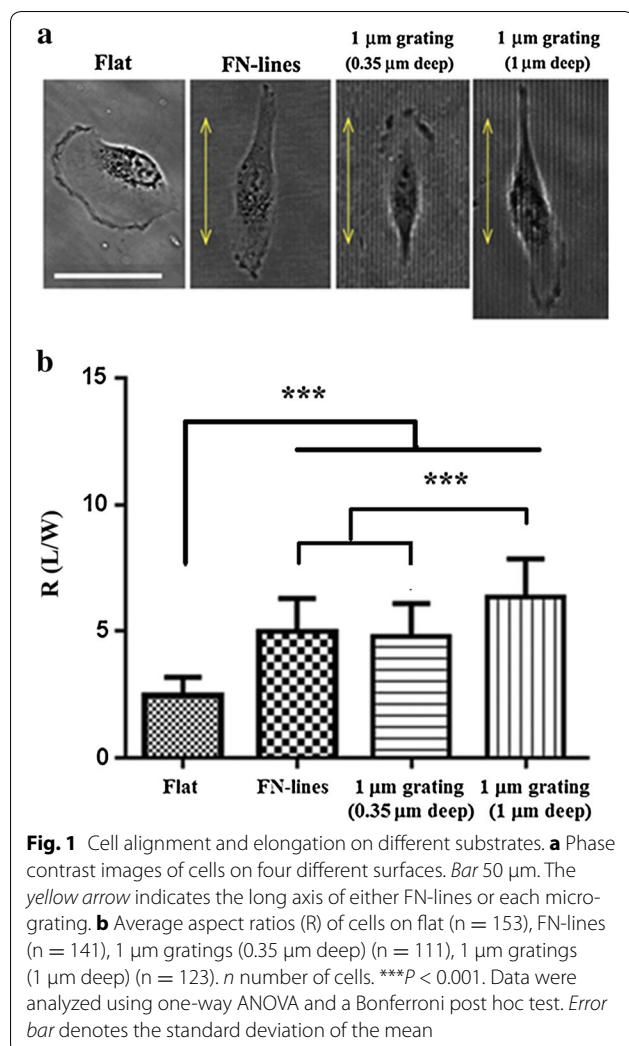 a
Flat
FN-lines
1 μm grating
(0.35 μm deep)
1 μm grating
(1 μm deep)
b
R (L/W)
15
10
5
0
***
***
Flat
FN-lines
1 μm grating
(0.35 μm deep)
1 μm grating
(1 μm deep)
Fig. 1 Cell alignment and elongation on different substrates. a Phase
contrast images of cells on four different surfaces. Bar 50 μm. The
yellow arrow indicates the long axis of either FN-lines or each micro-
grating. b Average aspect ratios (R) of cells on flat (n = 153), FN-lines
(n = 141), 1 μm gratings (0.35 μm deep) (n = 111), 1 μm gratings
(1 μm deep) (n = 123). n number of cells. ***P < 0.001. Data were
analyzed using one-way ANOVA and a Bonferroni post hoc test. Error
bar denotes the standard deviation of the mean